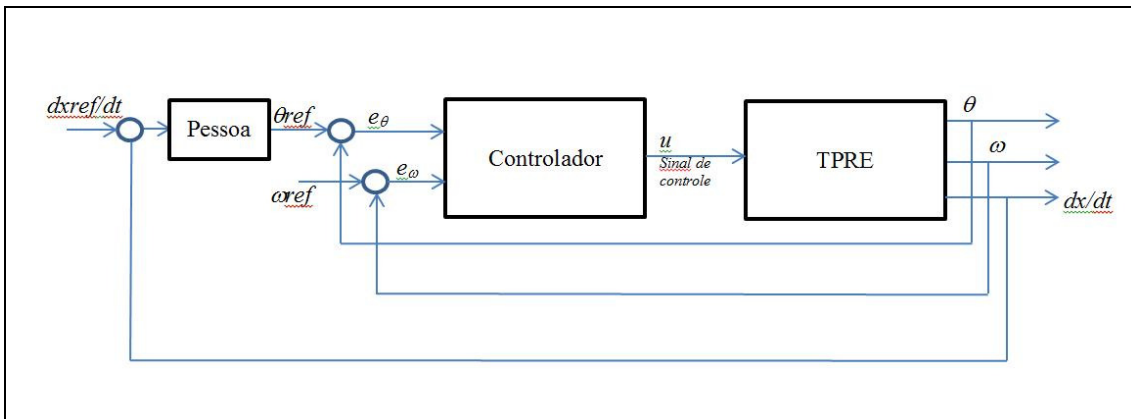 dxref/dt
Pessoa
θref
eθ
Controlador
u
Sinal de
controle
TPRE
θ
ω
dx/dt
ωref
eω